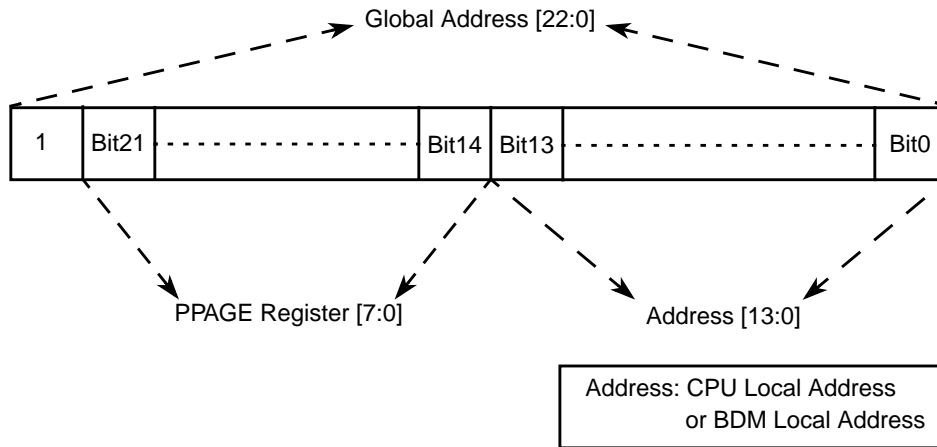 Global Address [22:0]
1 Bit21 Bit14 Bit13 Bit0
PPAGE Register [7:0] Address [13:0]
Address: CPU Local Address
or BDM Local Address